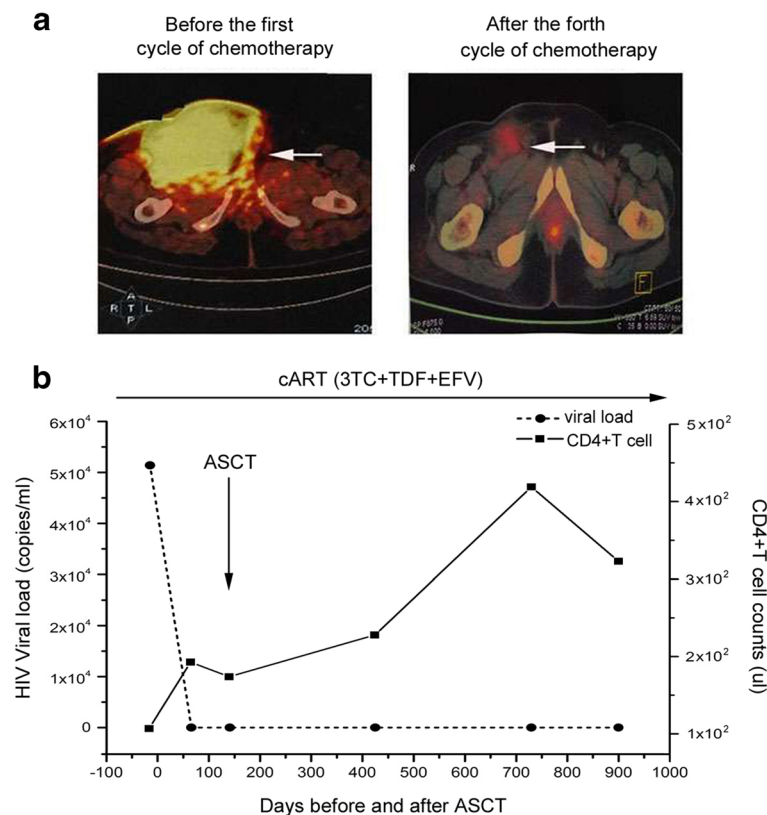 a
Before the first
cycle of chemotherapy
After the forth
cycle of chemotherapy
R
A
R T L
P
F
b
cART (3TC+TDF+EFV)
viral load
CD4+T cell
ASCT
HIV Viral load (copies/ml)
6x10⁴
5x10⁴
4x10⁴
3x10⁴
2x10⁴
1x10⁴
0
5x10²
4x10²
3x10²
2x10²
1x10²
CD4+T cell counts (ul)
-100 0 100 200 300 400 500 600 700 800 900 1000
Days before and after ASCT